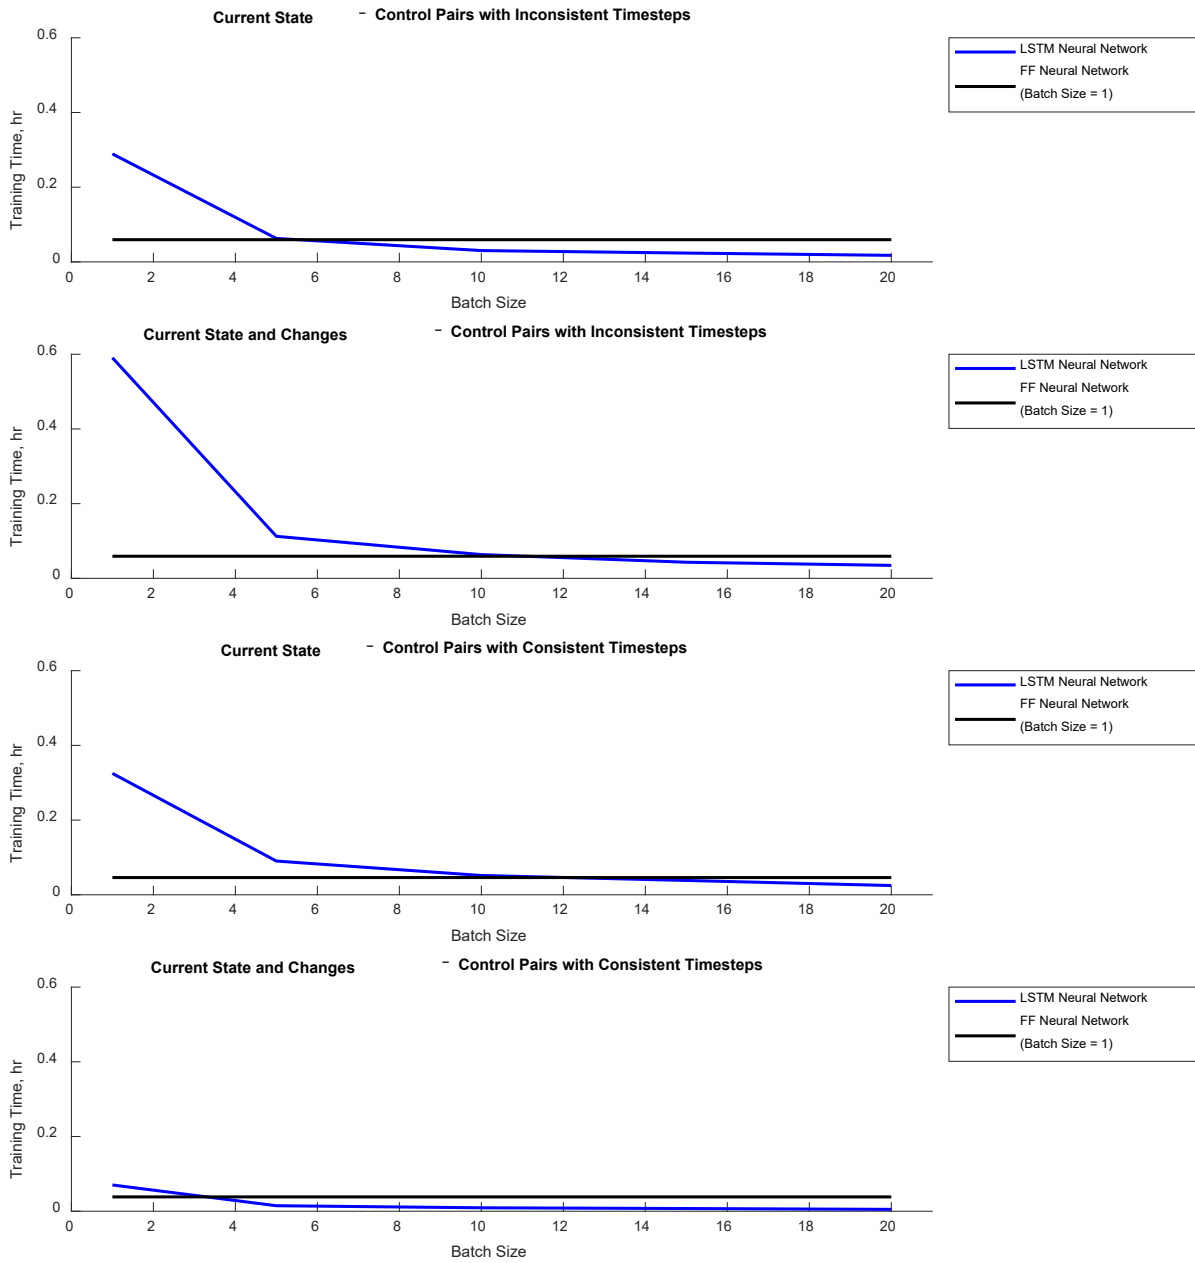 Current State – Control Pairs with Inconsistent Timesteps
0.6
0.4
0.2
0
Training Time, hr
0 2 4 6 8 10 12 14 16 18 20
Batch Size
LSTM Neural Network
FF Neural Network
(Batch Size = 1)
Current State and Changes – Control Pairs with Inconsistent Timesteps
0.6
0.4
0.2
0
Training Time, hr
0 2 4 6 8 10 12 14 16 18 20
Batch Size
LSTM Neural Network
FF Neural Network
(Batch Size = 1)
Current State – Control Pairs with Consistent Timesteps
0.6
0.4
0.2
0
Training Time, hr
0 2 4 6 8 10 12 14 16 18 20
Batch Size
LSTM Neural Network
FF Neural Network
(Batch Size = 1)
Current State and Changes – Control Pairs with Consistent Timesteps
0.6
0.4
0.2
0
Training Time, hr
0 2 4 6 8 10 12 14 16 18 20
Batch Size
LSTM Neural Network
FF Neural Network
(Batch Size = 1)